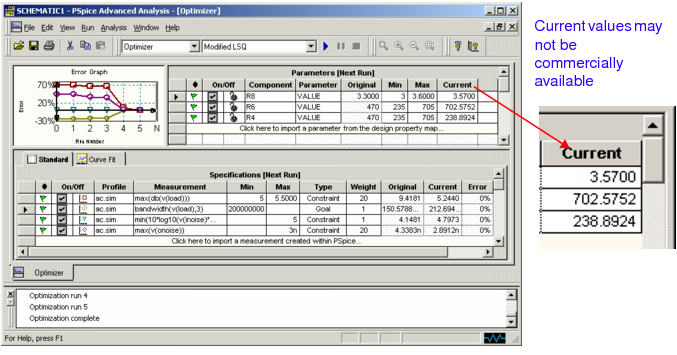 SCHEMATIC1 - PSpice Advanced Analysis - [Optimizer]
File Edit View Run Analysis Window Help
Optimizer Modified LSQ
Error Graph
Error
70%
20%
-30%
0 1 2 3 4 5 N
Run Number
Parameters [Next Run]
On/Off Component Parameter Original Min Max Current
R8 VALUE 3.3000 3 3.6000 3.5700
R6 VALUE 470 235 705 702.5752
R4 VALUE 470 235 705 238.8924
Click here to import a parameter from the design property map...
Standard Curve Fit
Specifications [Next Run]
On/Off Profile Measurement Min Max Type Weight Original Current Error
ac.sim max(db(v(load))) 5 5.5000 Constraint 20 9.4181 5.2440 0%
ac.sim bandwidth(v(load),3) 200000000 Goal 1 150.5788... 212.694... 0%
ac.sim min(10*log10(v(inoise)*... 5 Constraint 1 4.1481 4.7973 0%
ac.sim max(v(onoise)) 3n Constraint 20 4.3383n 2.8912n 0%
Click here to import a measurement created within PSpice...
Optimizer
Optimization run 4
Optimization run 5
Optimization complete
For Help, press F1
Current values may
not be
commercially
available
Current
3.5700
702.5752
238.8924